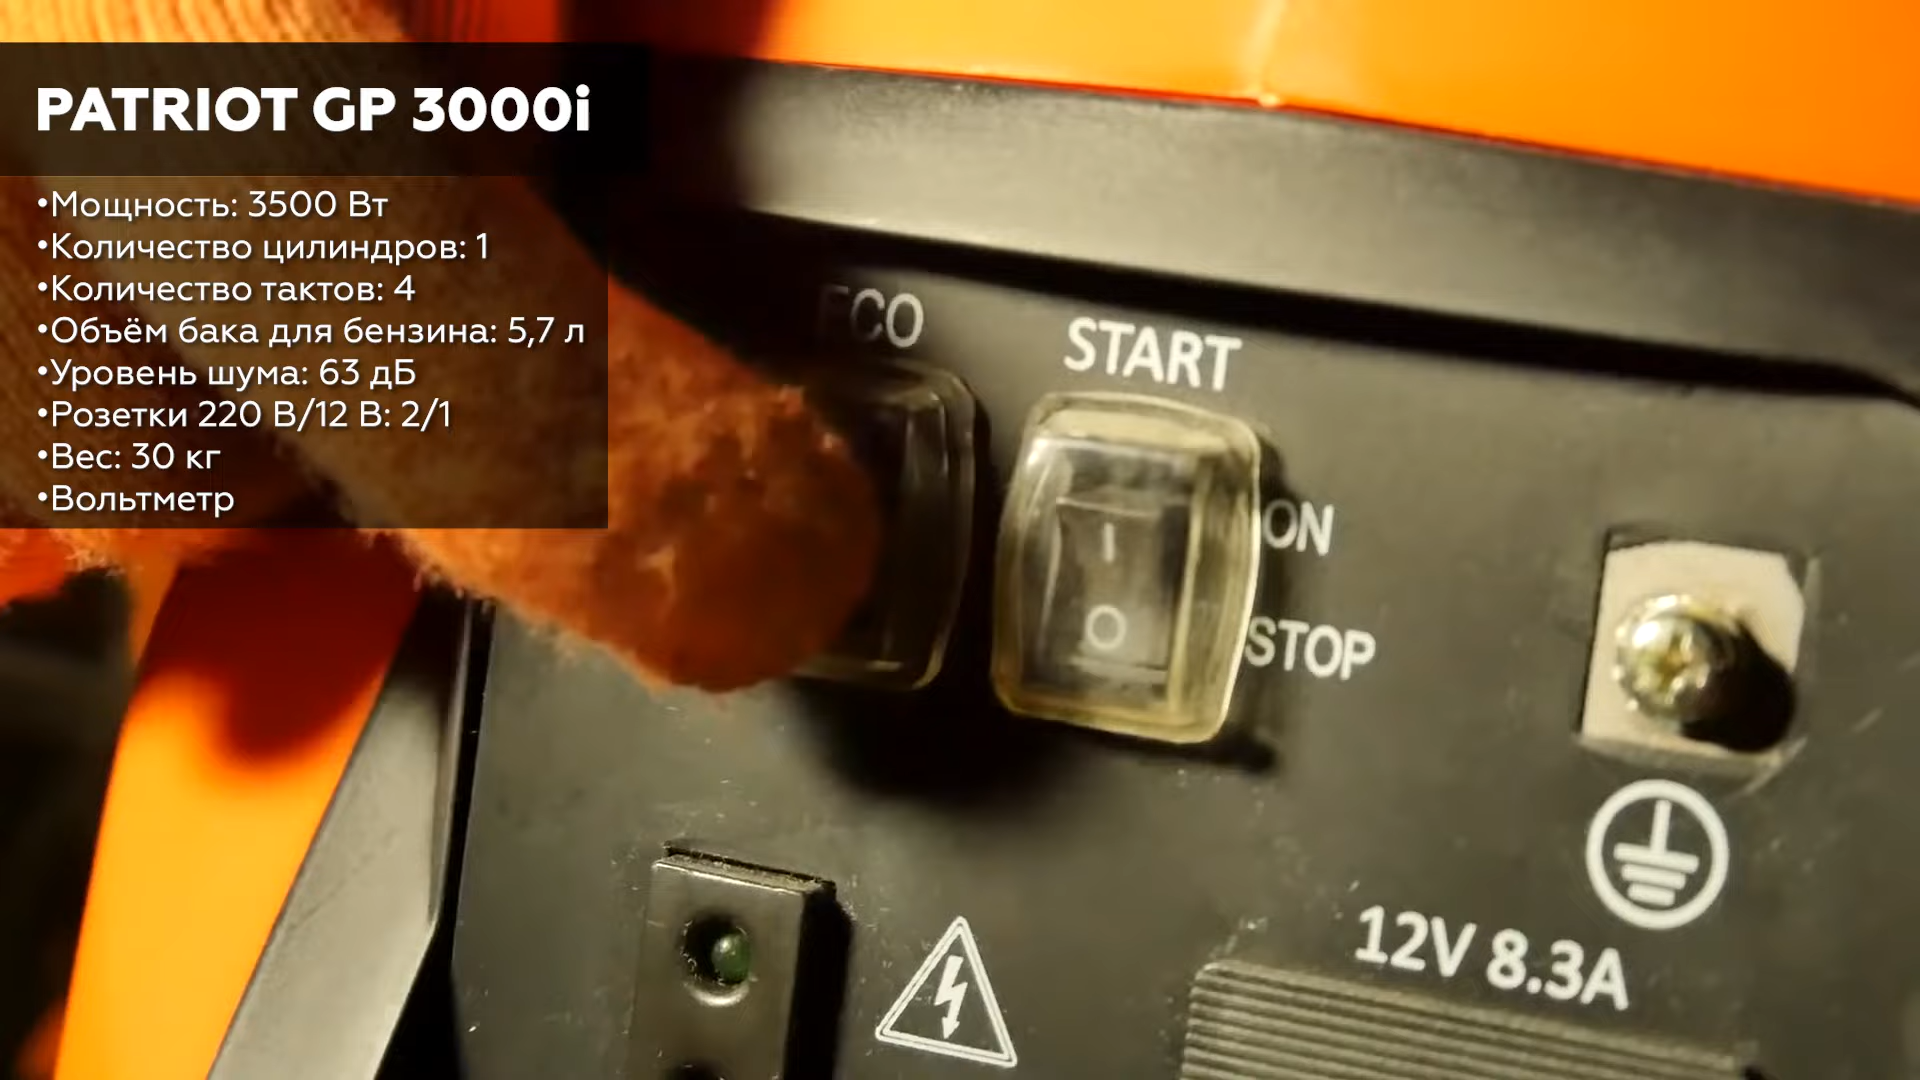 PATRIOT GP 3000i
•Мощность: 3500 Вт
•Количество цилиндров: 1
•Количество тактов: 4
•Объём бака для бензина: 5,7 л
•Уровень шума: 63 дБ
•Розетки 220 В/12 В: 2/1
•Вес: 30 кг
•Вольтметр
ECO
START
I
ON
O
STOP
12V 8.3A